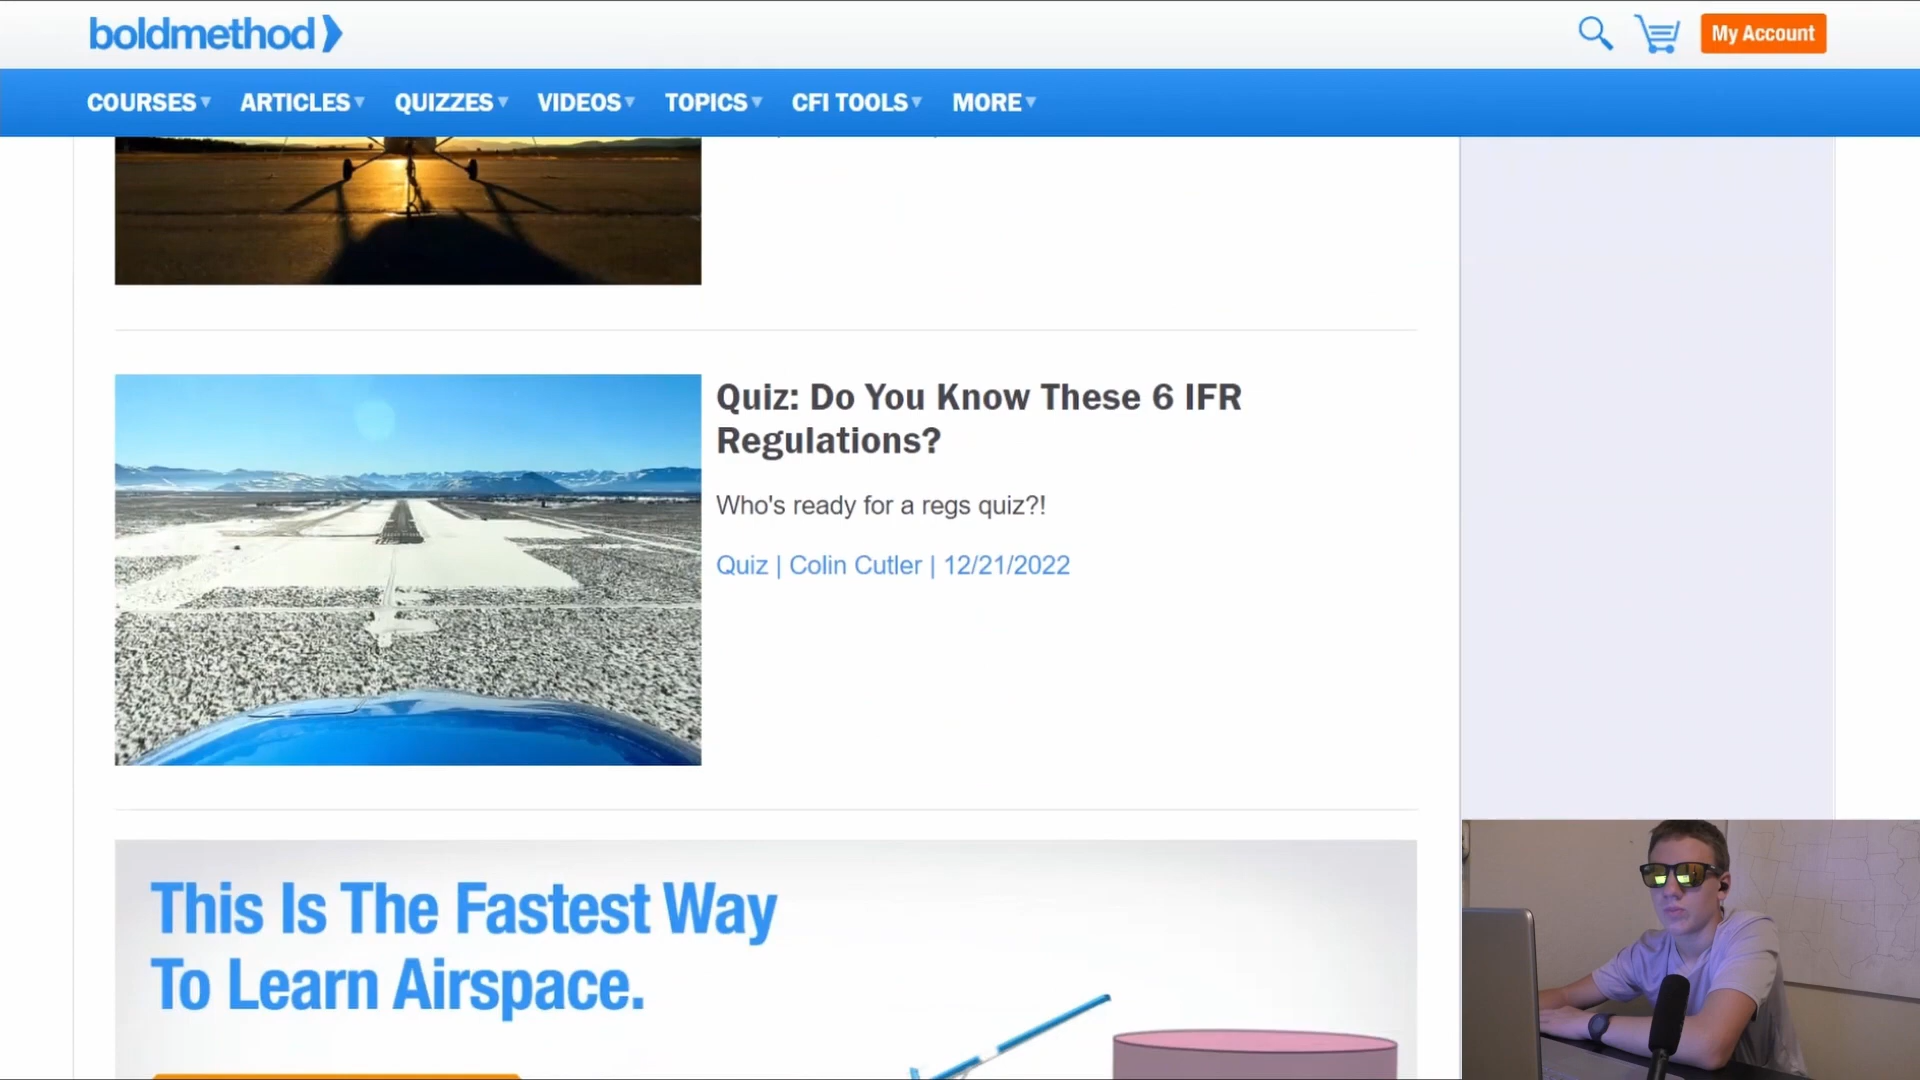 boldmethod
My Account
COURSES ARTICLES QUIZZES VIDEOS TOPICS CFI TOOLS MORE
Quiz: Do You Know These 6 IFR
Regulations?
Who's ready for a regs quiz?!
Quiz | Colin Cutler | 12/21/2022
This Is The Fastest Way
To Learn Airspace.